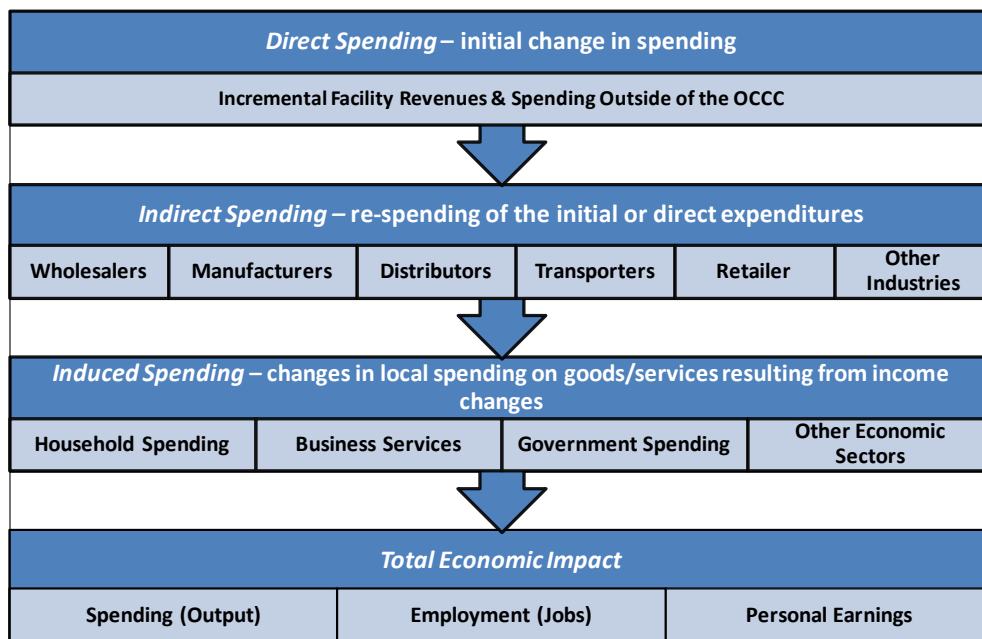 Direct Spending – initial change in spending
Incremental Facility Revenues & Spending Outside of the OCCC
Indirect Spending – re-spending of the initial or direct expenditures
Wholesalers
Manufacturers
Distributors
Transporters
Retailer
Other
Industries
Induced Spending – changes in local spending on goods/services resulting from income
changes
Household Spending
Business Services
Government Spending
Other Economic
Sectors
Total Economic Impact
Spending (Output)
Employment (Jobs)
Personal Earnings